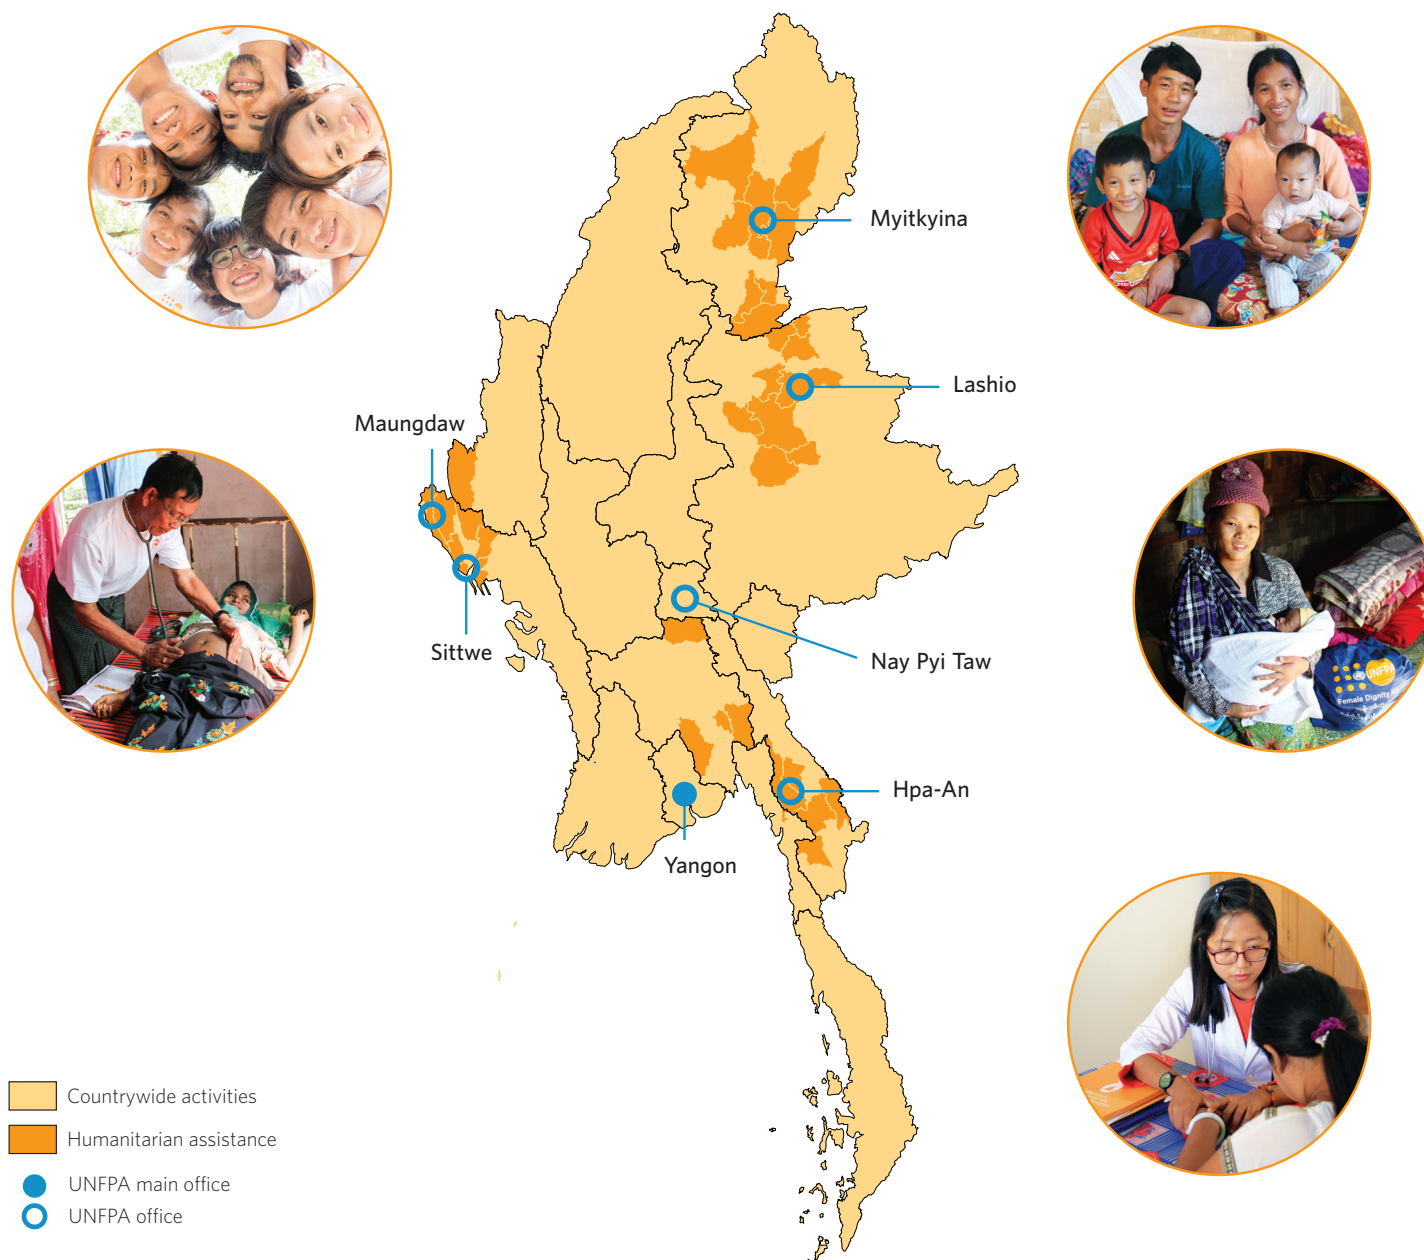 Myitkyina
Lashio
Maungdaw
Sittwe
Nay Pyi Taw
Hpa-An
Yangon
UNFPA
Female Dignity
Countrywide activities
Humanitarian assistance
UNFPA main office
UNFPA office